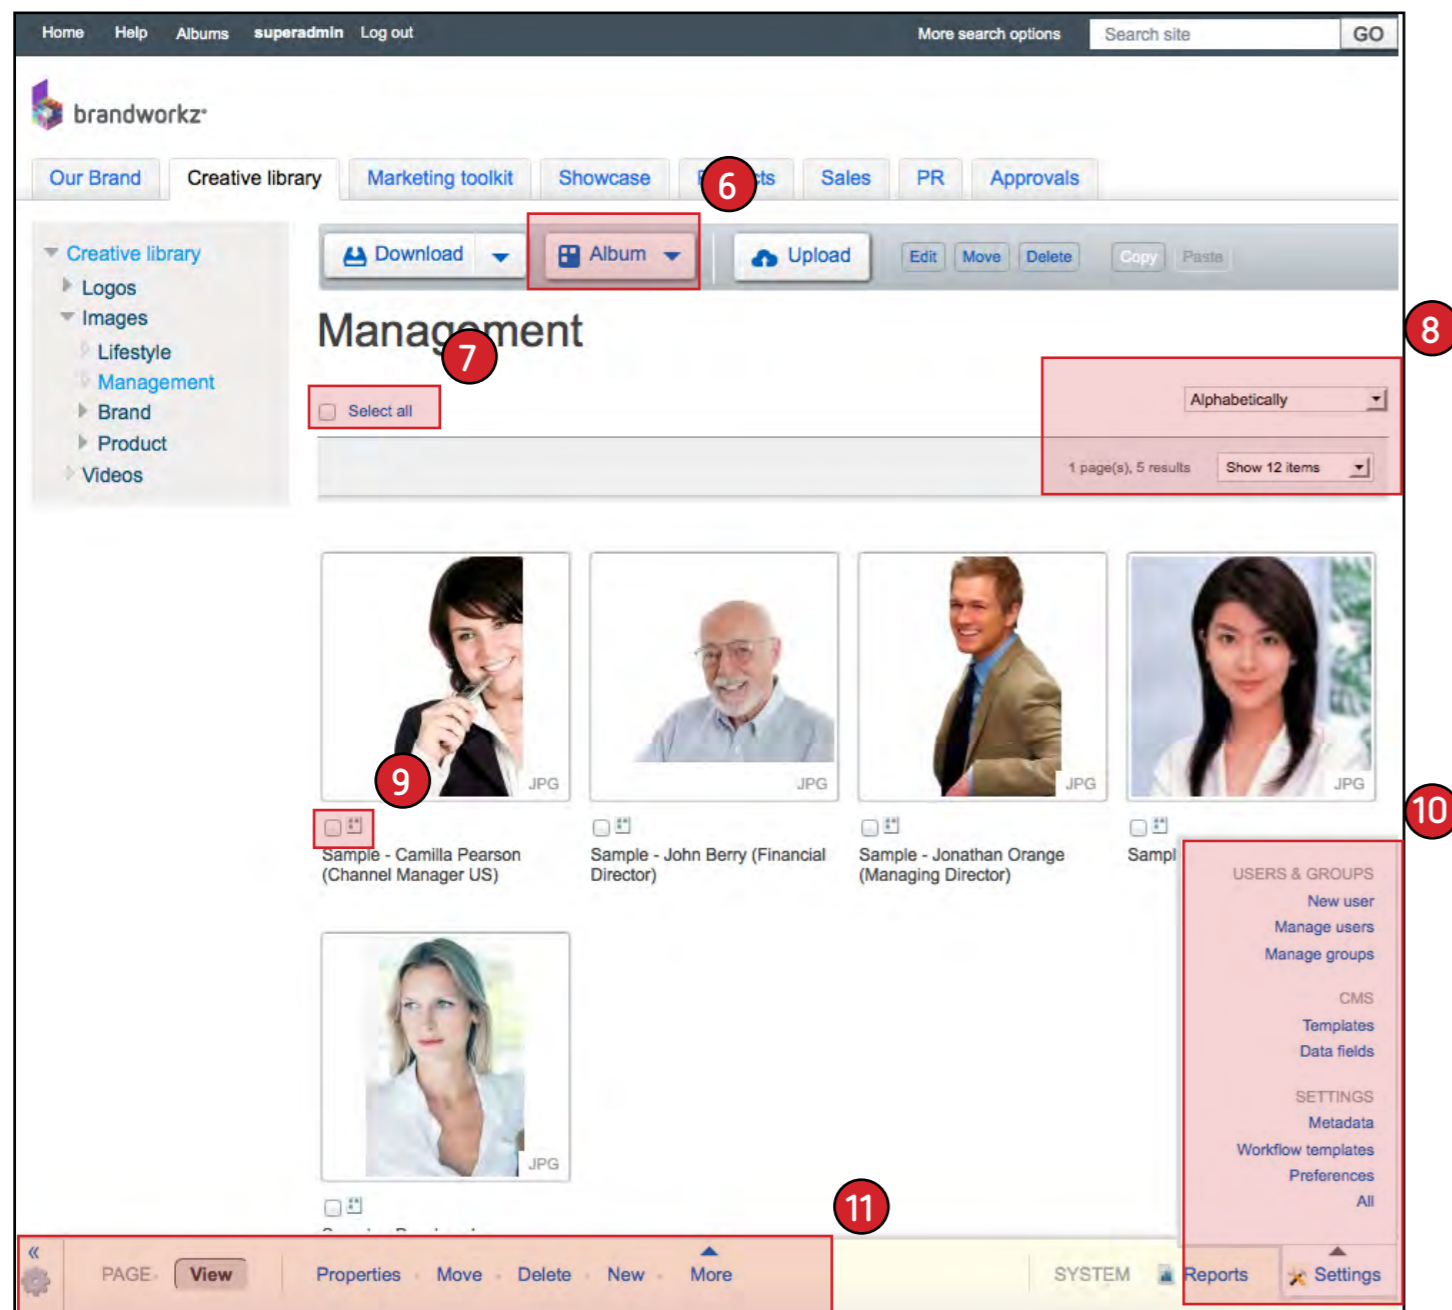 Home Help Albums superadmin Log out More search options Search site GO
brandworkz
Our Brand Creative library Marketing toolkit Showcase Sales PR Approvals
6
Creative library
Logos
Images
Lifestyle
Management
Brand
Product
Videos
Download Album Upload Edit Move Delete Copy Paste
Management
7
8
Select all
Alphabetically
1 page(s), 5 results Show 12 items
JPG JPG JPG JPG
9
10
Sample - Camilla Pearson
(Channel Manager US)
Sample - John Berry (Financial
Director)
Sample - Jonathan Orange
(Managing Director)
JPG
USERS & GROUPS
New user
Manage users
Manage groups
CMS
Templates
Data fields
SETTINGS
Metadata
Workflow templates
Preferences
All
11
« PAGE View Properties Move Delete New More SYSTEM Reports Settings